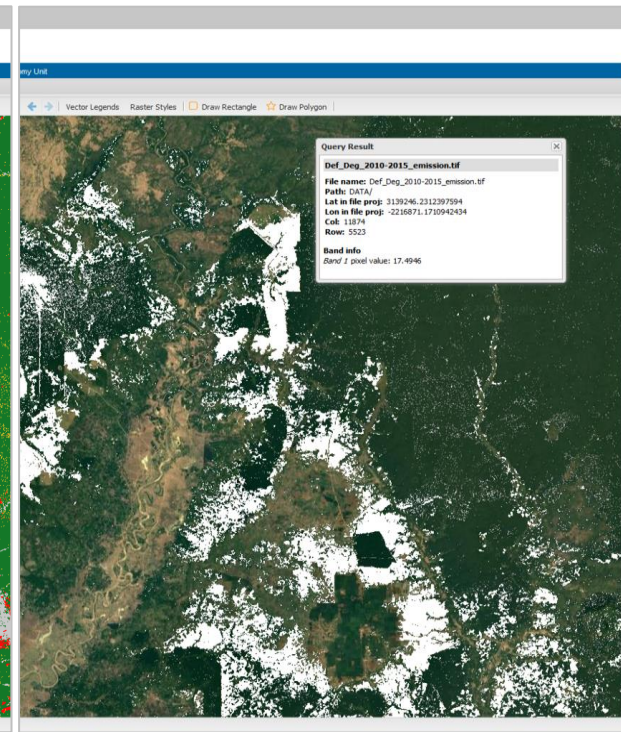 my Unit
Vector Legends Raster Styles Draw Rectangle Draw Polygon
Query Result
Def_Deg_2010-2015_emission.tif
File name: Def_Deg_2010-2015_emission.tif
Path: DATA/
Lat in file proj: 3139246.2312397594
Lon in file proj: -2216871.1710942434
Col: 11874
Row: 5523
Band info
Band 1 pixel value: 17.4946